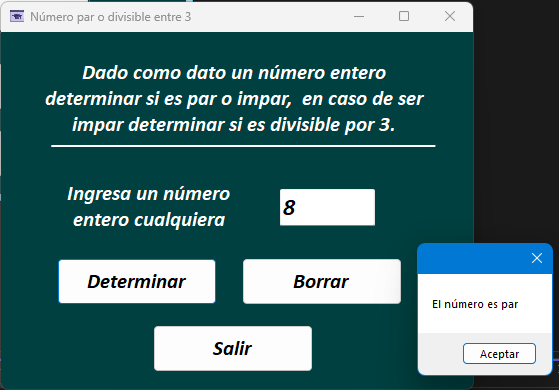 Número par o divisible entre 3
Dado como dato un número entero
determinar si es par o impar, en caso de ser
impar determinar si es divisible por 3.
Ingresa un número
entero cualquiera
8
Determinar
Borrar
Salir
El número es par
Aceptar